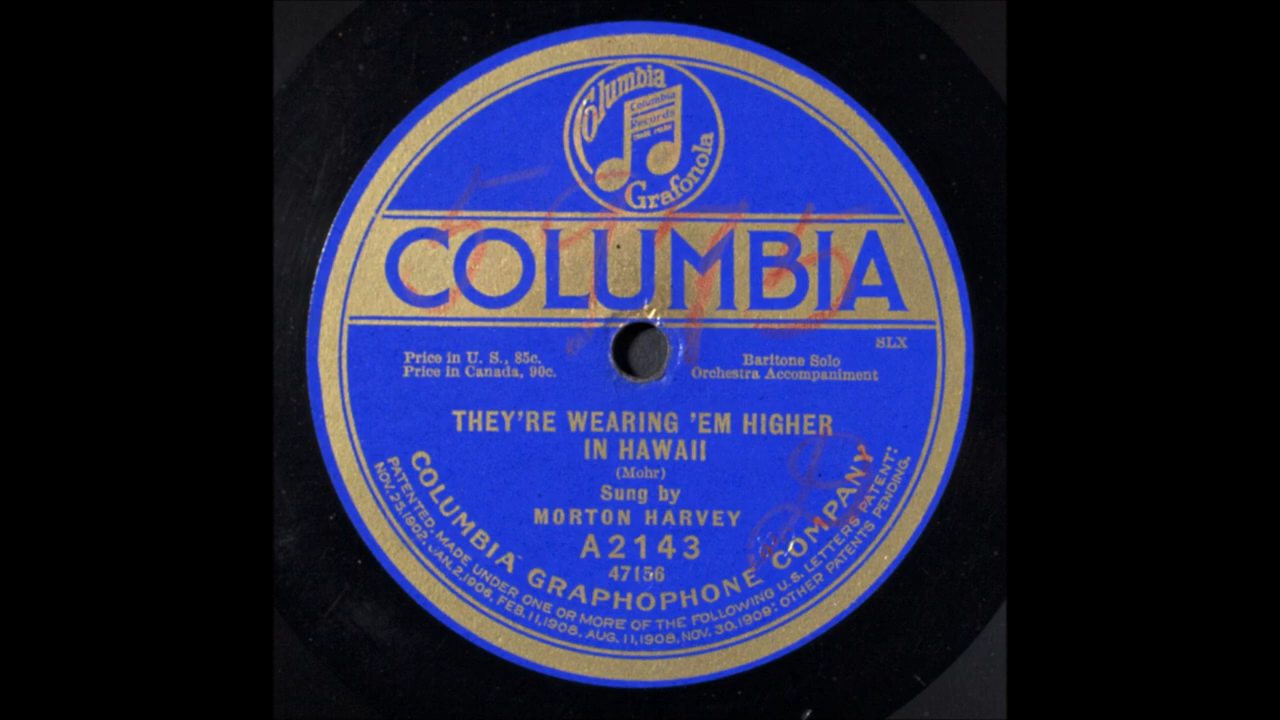 Columbia
Columbia
Records
Grafonola
COLUMBIA
SLX
Price in U. S., 85c.
Price in Canada, 90c.
Baritone Solo
Orchestra Accompaniment
THEY'RE WEARING 'EM HIGHER
IN HAWAII
(Mohr)
Sung by
MORTON HARVEY
A2143
47156
COLUMBIA GRAPHOPHONE COMPANY
PATENTED: MADE UNDER ONE OR MORE OF THE FOLLOWING U.S. LETTERS PATENT:
NOV.25,1902, JAN.2,1906, FEB.11,1908, AUG.11,1908, NOV.30,1909: OTHER PATENTS PENDING.